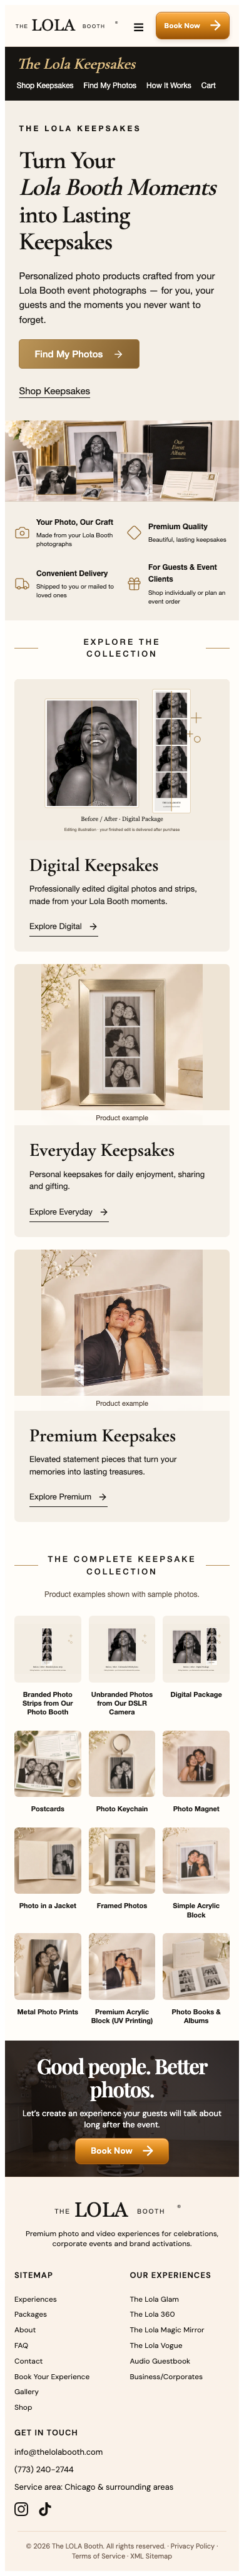 THE LOLA BOOTH
Book Now
The Lola Keepsakes
Shop Keepsakes Find My Photos How It Works Cart
THE LOLA KEEPSAKES
Turn Your
Lola Booth Moments
into Lasting
Keepsakes
Personalized photo products crafted from your
Lola Booth event photographs — for you, your
guests and the moments you never want to
forget.
Find My Photos
Shop Keepsakes
Our
Event
Album
Your Photo, Our Craft
Made from your Lola Booth
photographs
Premium Quality
Beautiful, lasting keepsakes
Convenient Delivery
Shipped to you or mailed to
loved ones
For Guests & Event
Clients
Shop individually or plan an
event order
EXPLORE THE
COLLECTION
Before / After · Digital Package
Editing illustration · your finished edit is delivered after purchase
Digital Keepsakes
Professionally edited digital photos and strips,
made from your Lola Booth moments.
Explore Digital
Product example
Everyday Keepsakes
Personal keepsakes for daily enjoyment, sharing
and gifting.
Explore Everyday
Product example
Premium Keepsakes
Elevated statement pieces that turn your
memories into lasting treasures.
Explore Premium
THE COMPLETE KEEPSAKE
COLLECTION
Product examples shown with sample photos.
Branded Photo
Strips from Our
Photo Booth
Unbranded Photos
from Our DSLR
Camera
Digital Package
Postcards
Photo Keychain
Photo Magnet
Photo in a Jacket
Framed Photos
Simple Acrylic
Block
Metal Photo Prints
Premium Acrylic
Block (UV Printing)
Photo Books &
Albums
Good people. Better
photos.
Let's create an experience your guests will talk about
long after the event.
Book Now
THE LOLA BOOTH
Premium photo and video experiences for celebrations,
corporate events and brand activations.
SITEMAP
Experiences
Packages
About
FAQ
Contact
Book Your Experience
Gallery
Shop
OUR EXPERIENCES
The Lola Glam
The Lola 360
The Lola Magic Mirror
The Lola Vogue
Audio Guestbook
Business/Corporates
GET IN TOUCH
info@thelolabooth.com
(773) 240-2744
Service area: Chicago & surrounding areas
© 2026 The LOLA Booth. All rights reserved. · Privacy Policy ·
Terms of Service · XML Sitemap